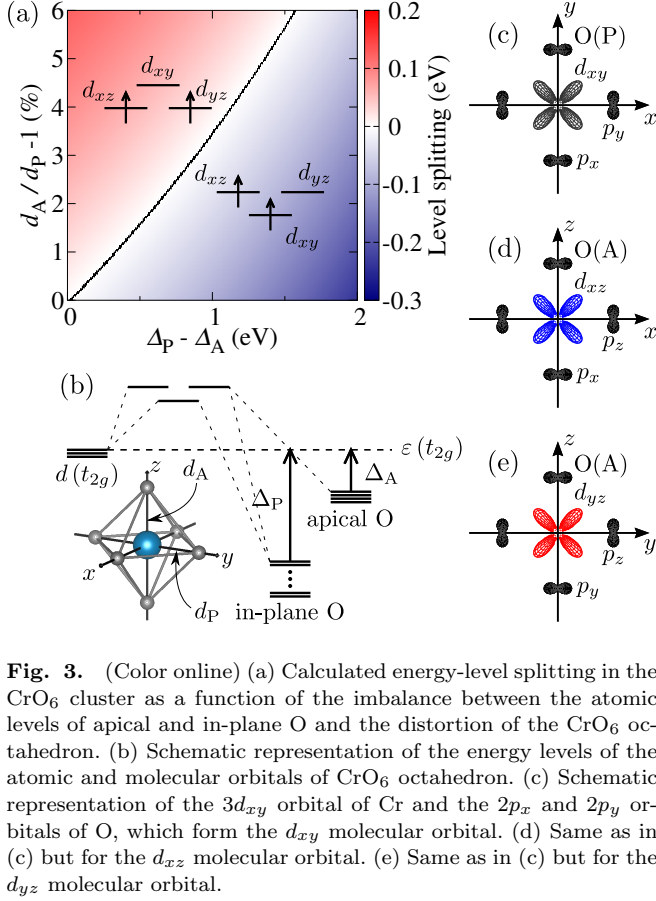 (a)
6
5
4
3
2
1
0
d_A / d_P -1 (%)
d_xy
d_xz
d_yz
d_xz
d_yz
d_xy
0
1
2
Δ_P - Δ_A (eV)
0.2
0.1
0
-0.1
-0.2
-0.3
Level splitting (eV)
(c)
y
O(P)
d_xy
x
p_y
p_x
(d)
z
O(A)
d_xz
x
p_z
p_x
(e)
z
O(A)
d_yz
y
p_z
p_y
(b)
ε(t_2g)
d(t_2g)
z
d_A
Δ_P
Δ_A
apical O
x
y
d_P
in-plane O
Fig. 3. (Color online) (a) Calculated energy-level splitting in the
CrO₆ cluster as a function of the imbalance between the atomic
levels of apical and in-plane O and the distortion of the CrO₆ oc-
tahedron. (b) Schematic representation of the energy levels of the
atomic and molecular orbitals of CrO₆ octahedron. (c) Schematic
representation of the 3d_xy orbital of Cr and the 2p_x and 2p_y or-
bitals of O, which form the d_xy molecular orbital. (d) Same as in
(c) but for the d_xz molecular orbital. (e) Same as in (c) but for the
d_yz molecular orbital.